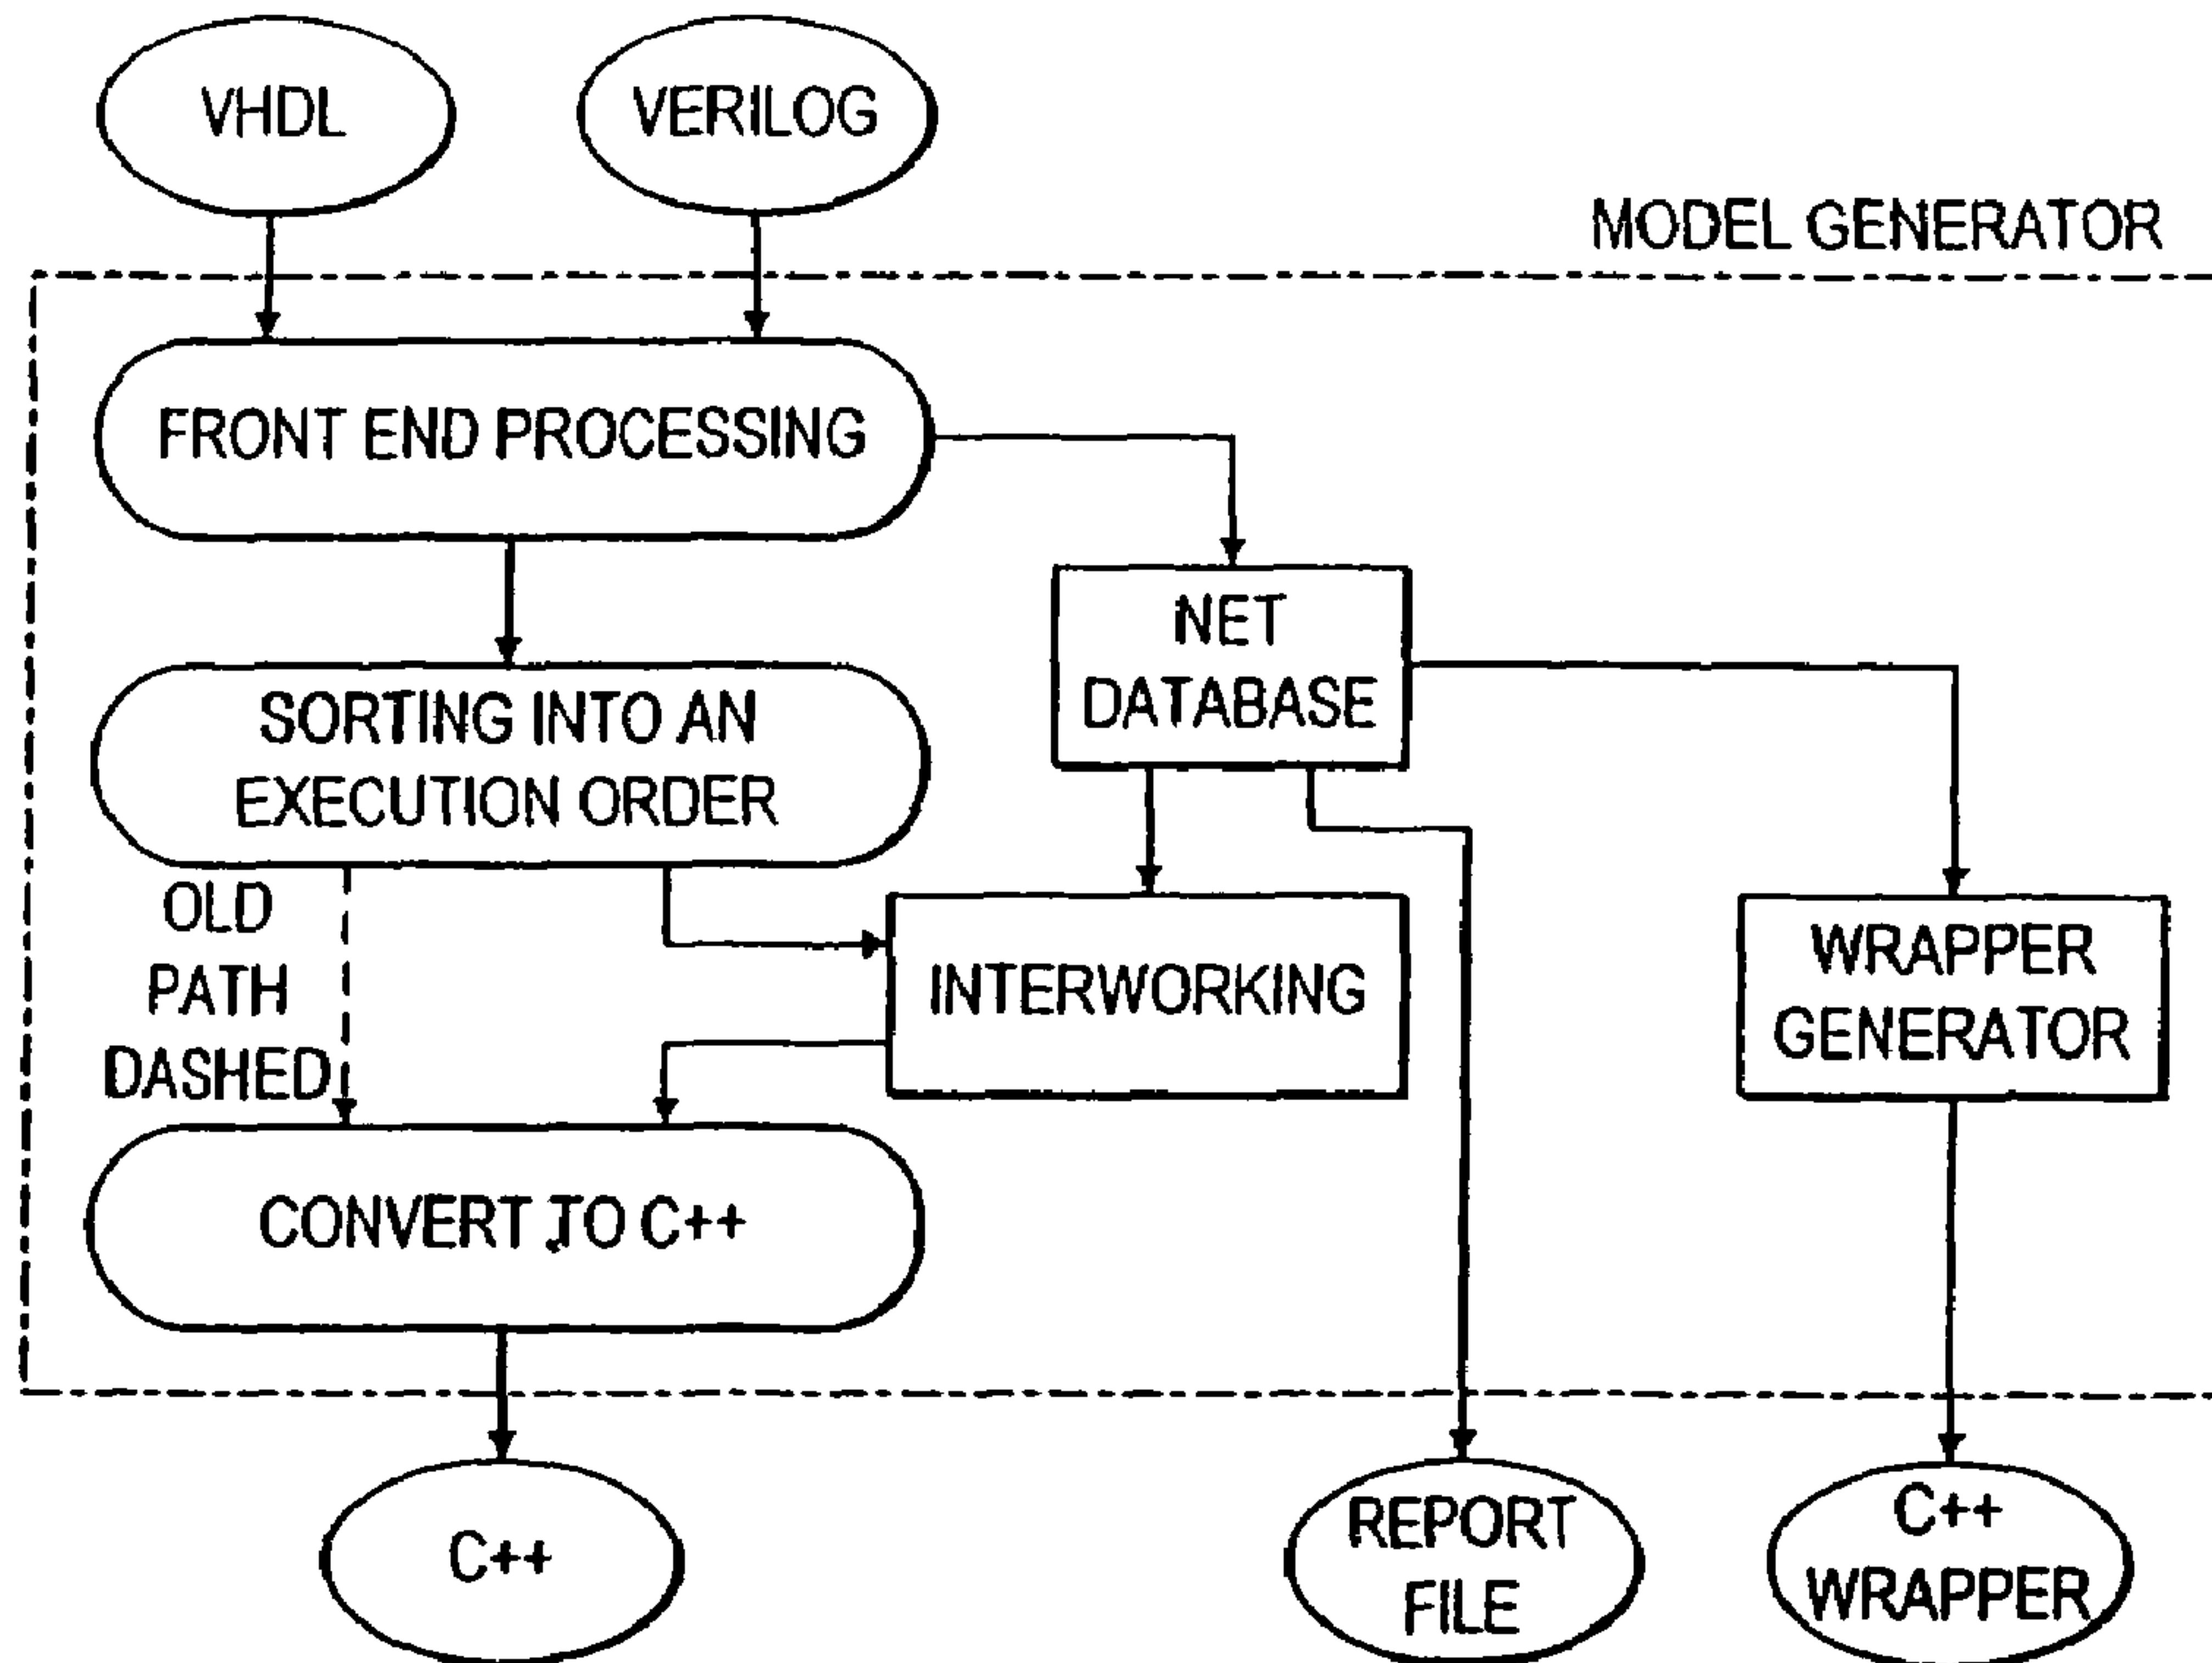 VHDL
VERILOG
MODEL GENERATOR
FRONT END PROCESSING
NET
DATABASE
SORTING INTO AN
EXECUTION ORDER
OLD
PATH
DASHED
INTERWORKING
WRAPPER
GENERATOR
CONVERT TO C++
C++
REPORT
FILE
C++
WRAPPER